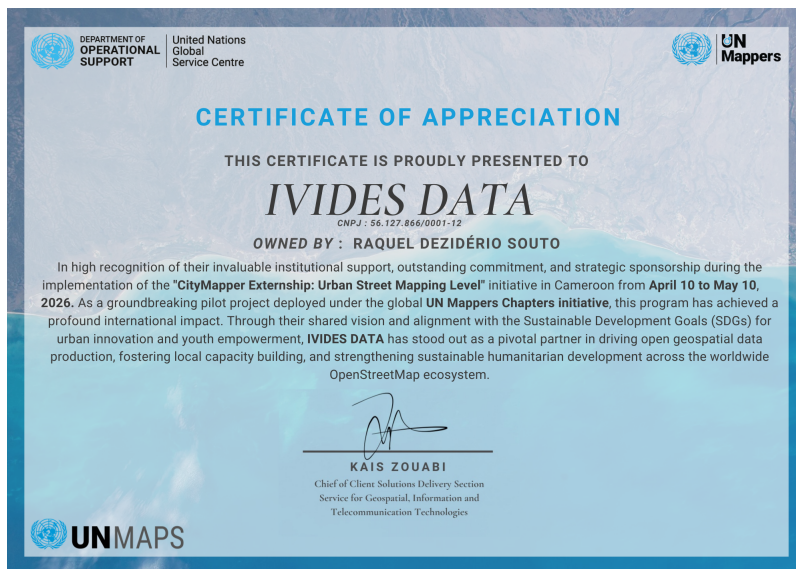 DEPARTMENT OF
OPERATIONAL
SUPPORT
United Nations
Global
Service Centre
UN
Mappers
CERTIFICATE OF APPRECIATION
THIS CERTIFICATE IS PROUDLY PRESENTED TO
IVIDES DATA
CNPJ : 56.127.866/0001-12
OWNED BY : RAQUEL DEZIDÉRIO SOUTO
In high recognition of their invaluable institutional support, outstanding commitment, and strategic sponsorship during the
implementation of the "CityMapper Externship: Urban Street Mapping Level" initiative in Cameroon from April 10 to May 10,
2026. As a groundbreaking pilot project deployed under the global UN Mappers Chapters initiative, this program has achieved a
profound international impact. Through their shared vision and alignment with the Sustainable Development Goals (SDGs) for
urban innovation and youth empowerment, IVIDES DATA has stood out as a pivotal partner in driving open geospatial data
production, fostering local capacity building, and strengthening sustainable humanitarian development across the worldwide
OpenStreetMap ecosystem.
KAIS ZOUABI
Chief of Client Solutions Delivery Section
Service for Geospatial, Information and
Telecommunication Technologies
UNMAPS